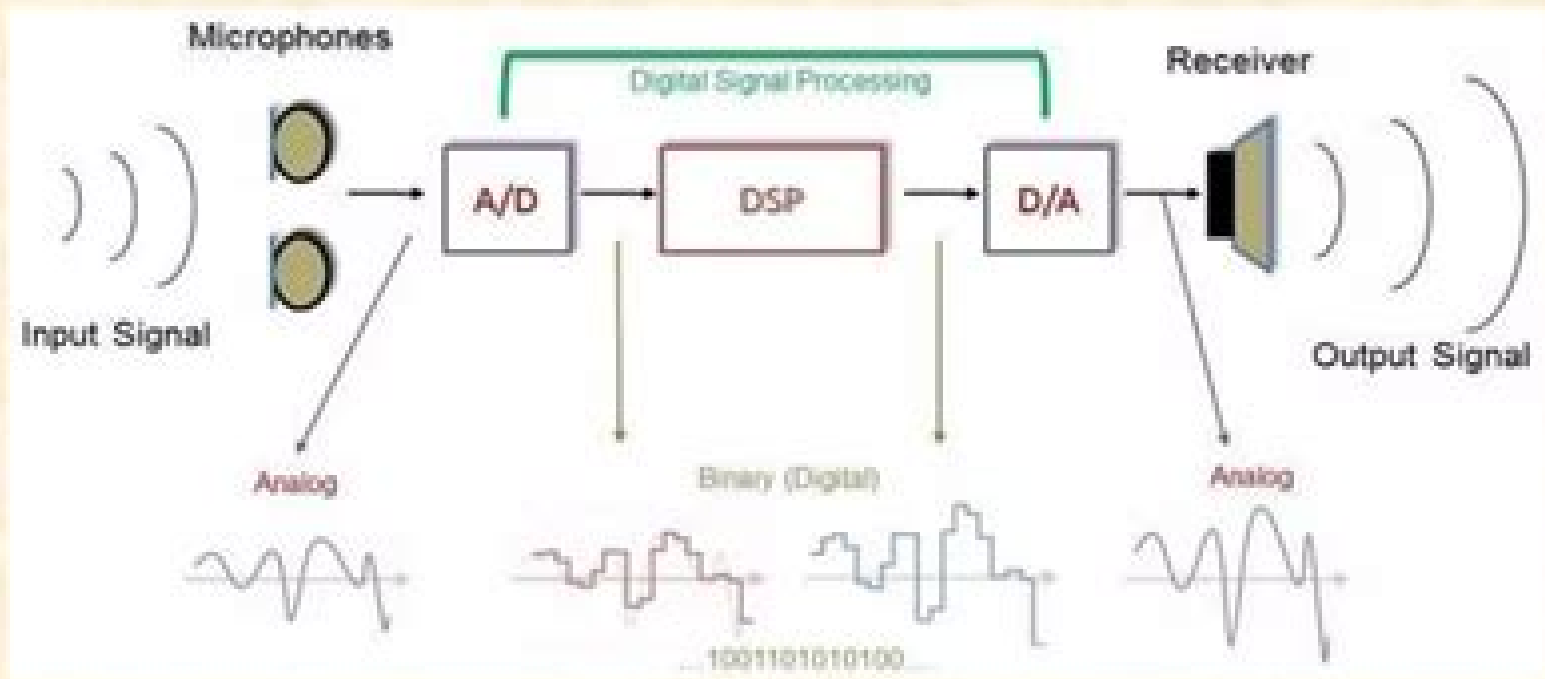 Microphones
Digital Signal Processing
Receiver
A/D
DSP
D/A
Input Signal
Output Signal
Analog
Binary (Digital)
Analog
...1001101010100....